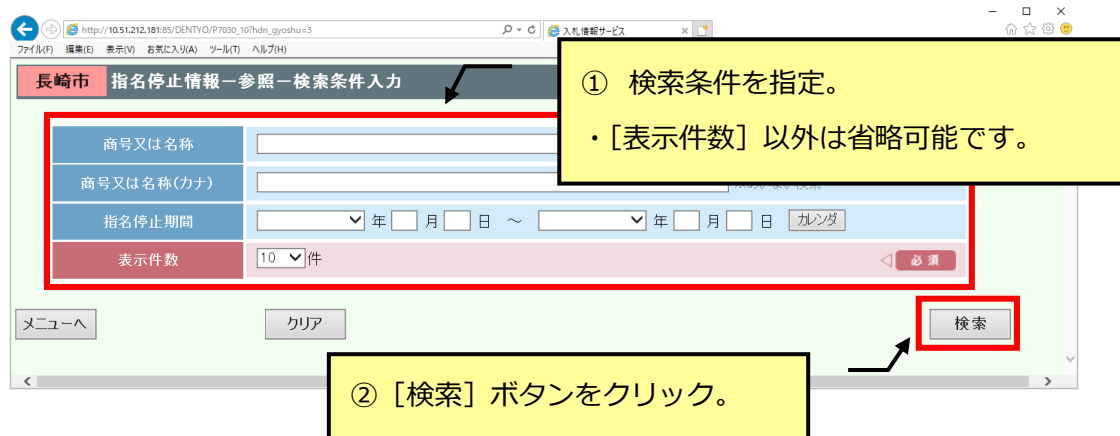 http://10.51.212.181:85/DENTYO/P7030_10?hdn_gyoshu=3
入札情報サービス
ファイル(F) 編集(E) 表示(V) お気に入り(A) ツール(T) ヘルプ(H)
長崎市 指名停止情報－参照－検索条件入力
① 検索条件を指定。
・［表示件数］以外は省略可能です。
商号又は名称
商号又は名称(カナ)
指名停止期間 年 月 日 ～ 年 月 日 カレンダ
表示件数 10 件 必須
メニューへ クリア 検索
② ［検索］ボタンをクリック。